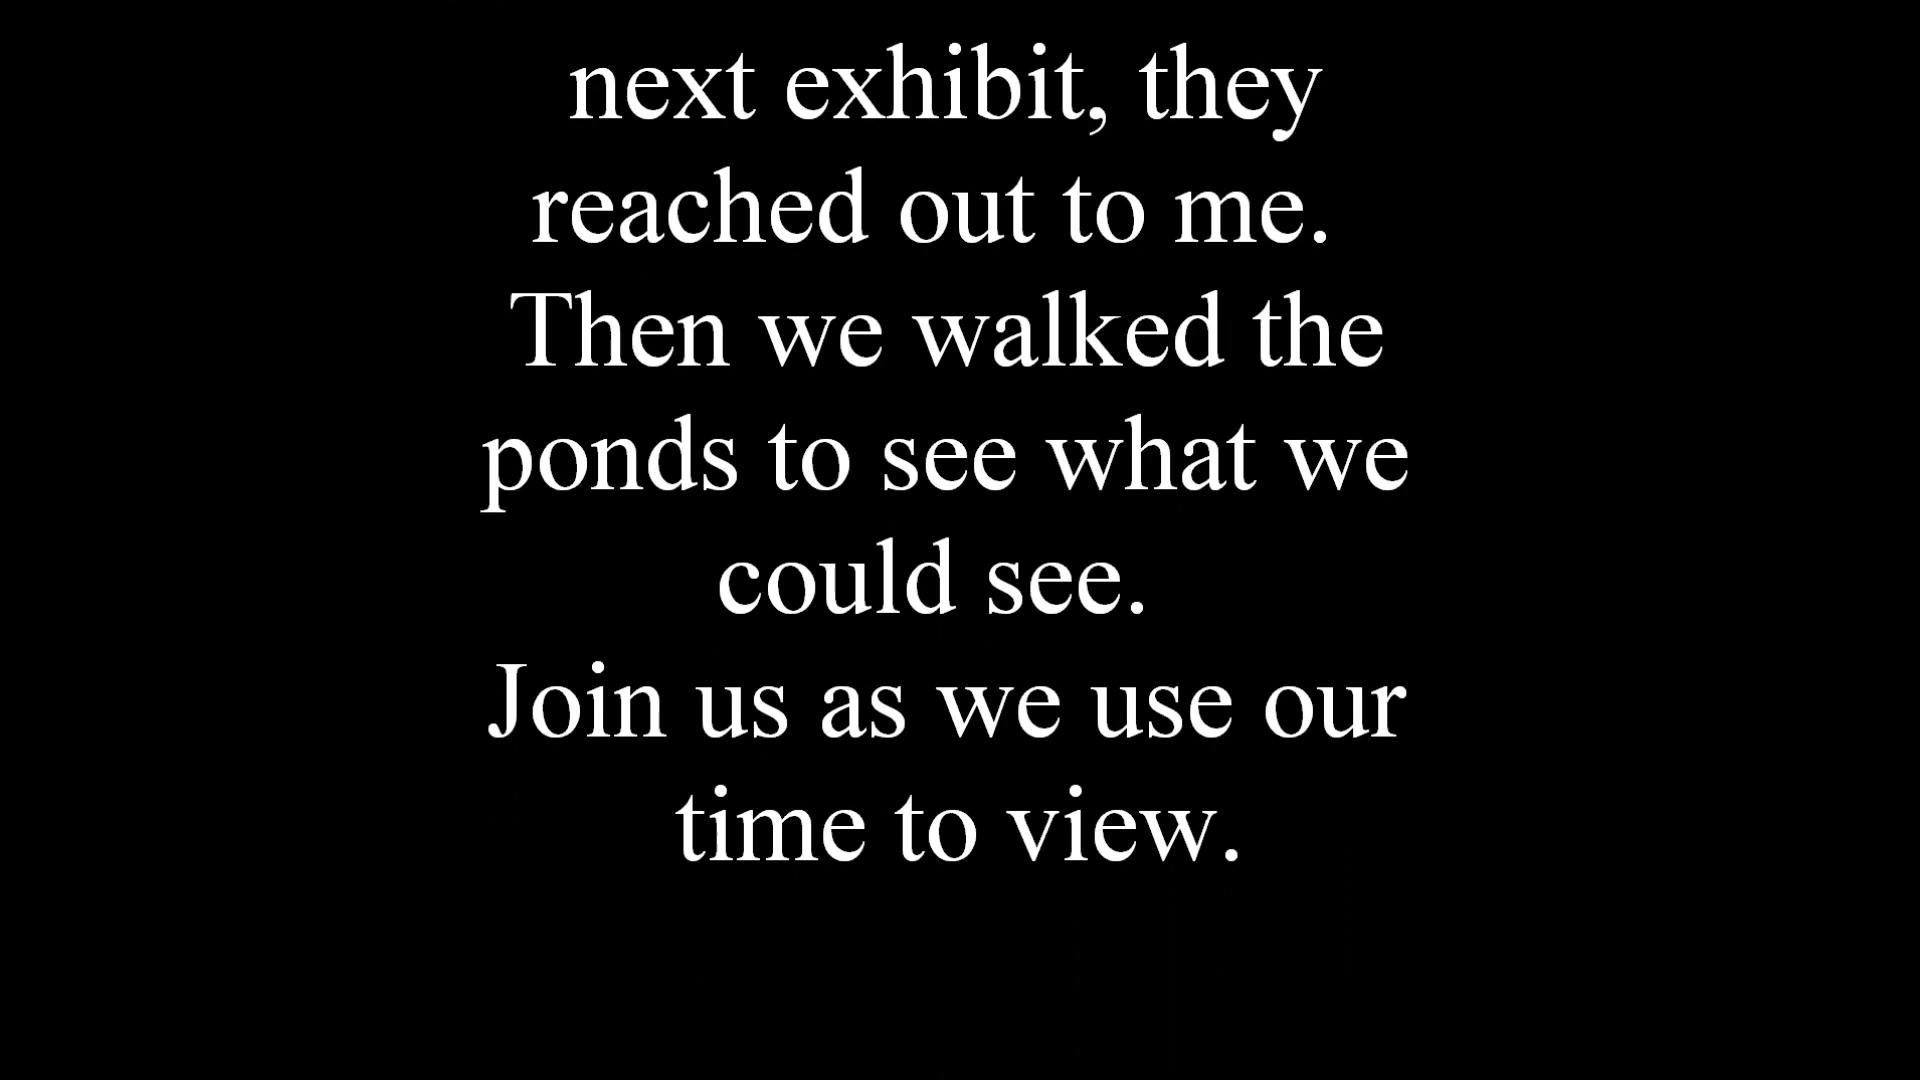 next exhibit, they
reached out to me.
Then we walked the
ponds to see what we
could see.
Join us as we use our
time to view.